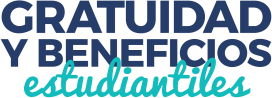 GRATUIDAD
Y BENEFICIOS
estudiantiles